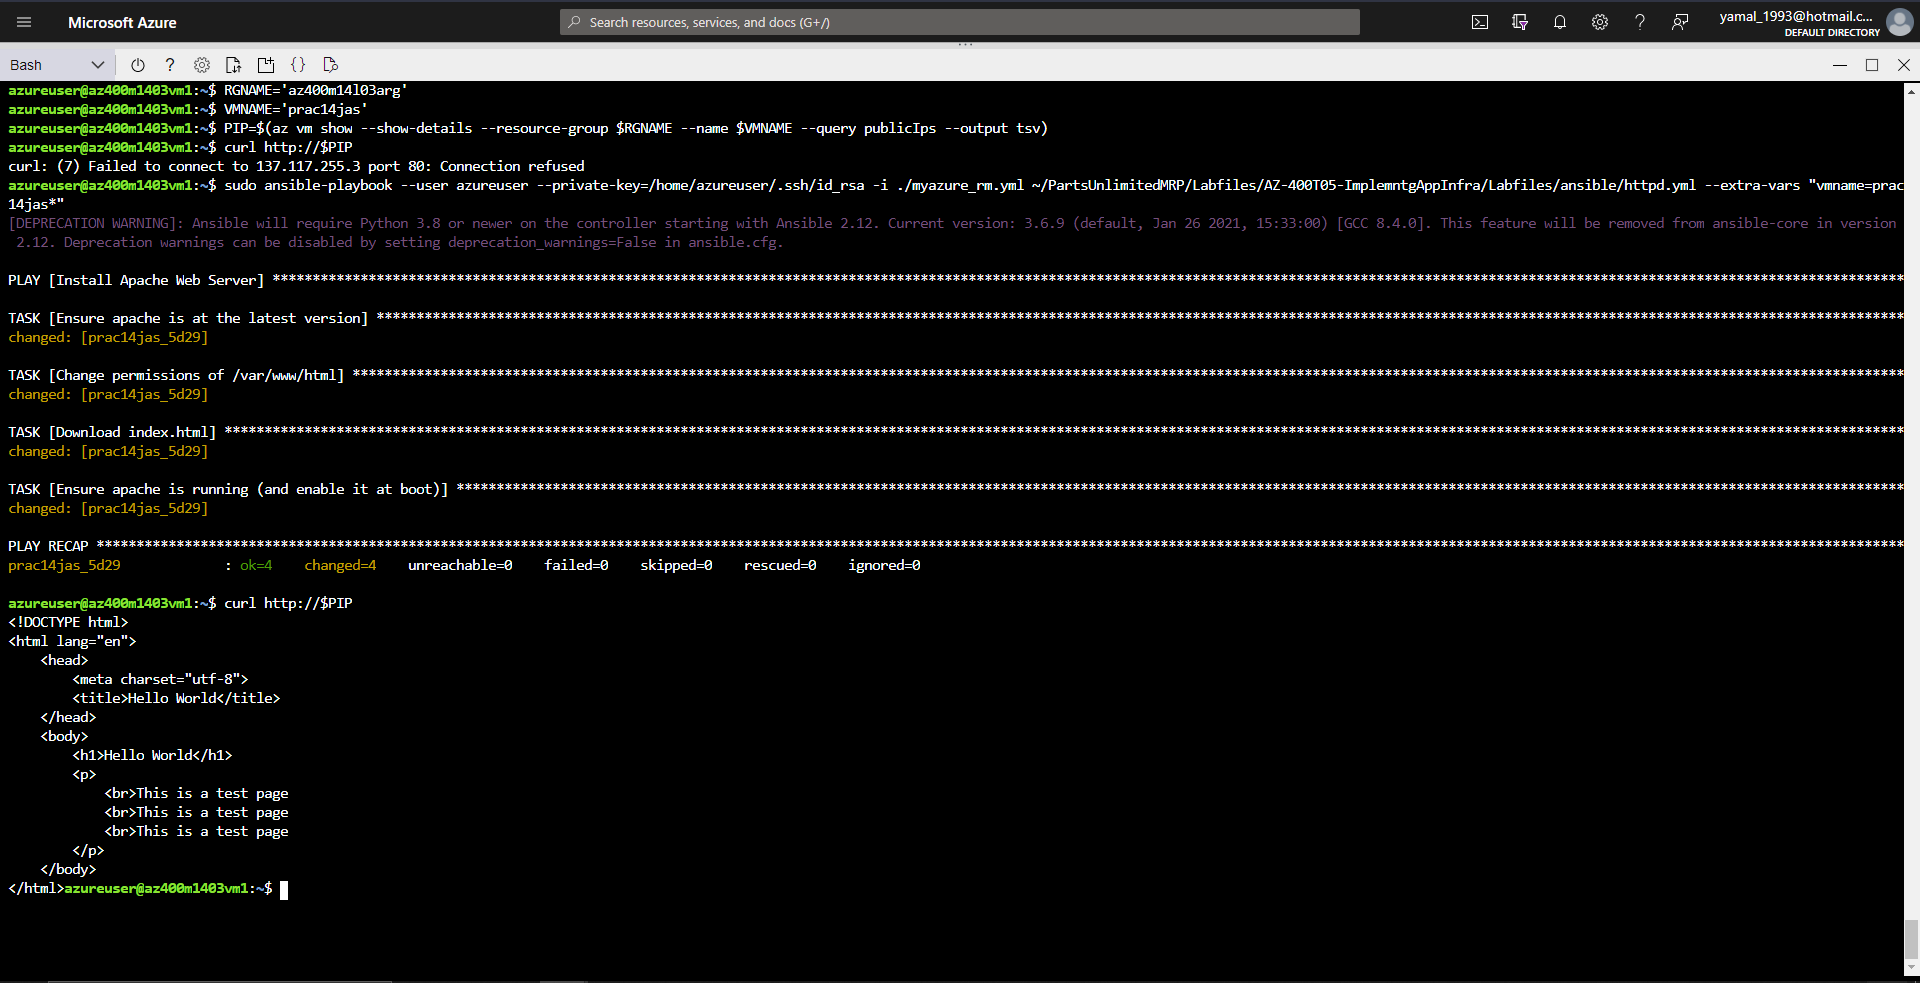 Microsoft Azure
Search resources, services, and docs (G+/)
yamal_1993@hotmail.c...
DEFAULT DIRECTORY
Bash
azureuser@az400m1403vm1:~$ RGNAME='az400m14l03arg'
azureuser@az400m1403vm1:~$ VMNAME='prac14jas'
azureuser@az400m1403vm1:~$ PIP=$(az vm show --show-details --resource-group $RGNAME --name $VMNAME --query publicIps --output tsv)
azureuser@az400m1403vm1:~$ curl http://$PIP
curl: (7) Failed to connect to 137.117.255.3 port 80: Connection refused
azureuser@az400m1403vm1:~$ sudo ansible-playbook --user azureuser --private-key=/home/azureuser/.ssh/id_rsa -i ./myazure_rm.yml ~/PartsUnlimitedMRP/Labfiles/AZ-400T05-ImplemntgAppInfra/Labfiles/ansible/httpd.yml --extra-vars "vmname=prac
14jas*"
[DEPRECATION WARNING]: Ansible will require Python 3.8 or newer on the controller starting with Ansible 2.12. Current version: 3.6.9 (default, Jan 26 2021, 15:33:00) [GCC 8.4.0]. This feature will be removed from ansible-core in version
2.12. Deprecation warnings can be disabled by setting deprecation_warnings=False in ansible.cfg.
PLAY [Install Apache Web Server] ************************************************************
TASK [Ensure apache is at the latest version] ************************************************************
changed: [prac14jas_5d29]
TASK [Change permissions of /var/www/html] ************************************************************
changed: [prac14jas_5d29]
TASK [Download index.html] ************************************************************
changed: [prac14jas_5d29]
TASK [Ensure apache is running (and enable it at boot)] ************************************************************
changed: [prac14jas_5d29]
PLAY RECAP ************************************************************
prac14jas_5d29 : ok=4 changed=4 unreachable=0 failed=0 skipped=0 rescued=0 ignored=0
azureuser@az400m1403vm1:~$ curl http://$PIP
<!DOCTYPE html>
<html lang="en">
<head>
<meta charset="utf-8">
<title>Hello World</title>
</head>
<body>
<h1>Hello World</h1>
<p>
<br>This is a test page
<br>This is a test page
<br>This is a test page
</p>
</body>
</html>azureuser@az400m1403vm1:~$